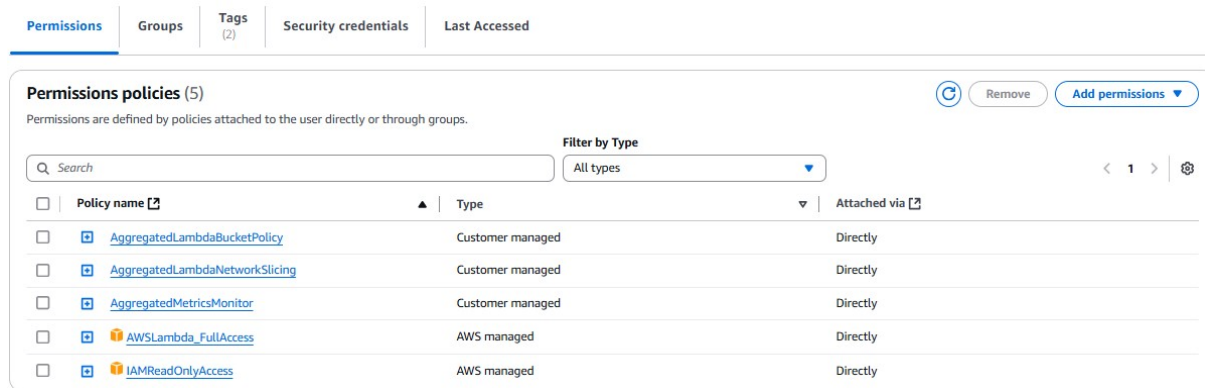 Permissions Groups Tags (2) Security credentials Last Accessed
Permissions policies (5) Remove Add permissions
Permissions are defined by policies attached to the user directly or through groups.
Filter by Type
Search All types 1
Policy name Type Attached via
AggregatedLambdaBucketPolicy Customer managed Directly
AggregatedLambdaNetworkSlicing Customer managed Directly
AggregatedMetricsMonitor Customer managed Directly
AWSLambda_FullAccess AWS managed Directly
IAMReadOnlyAccess AWS managed Directly